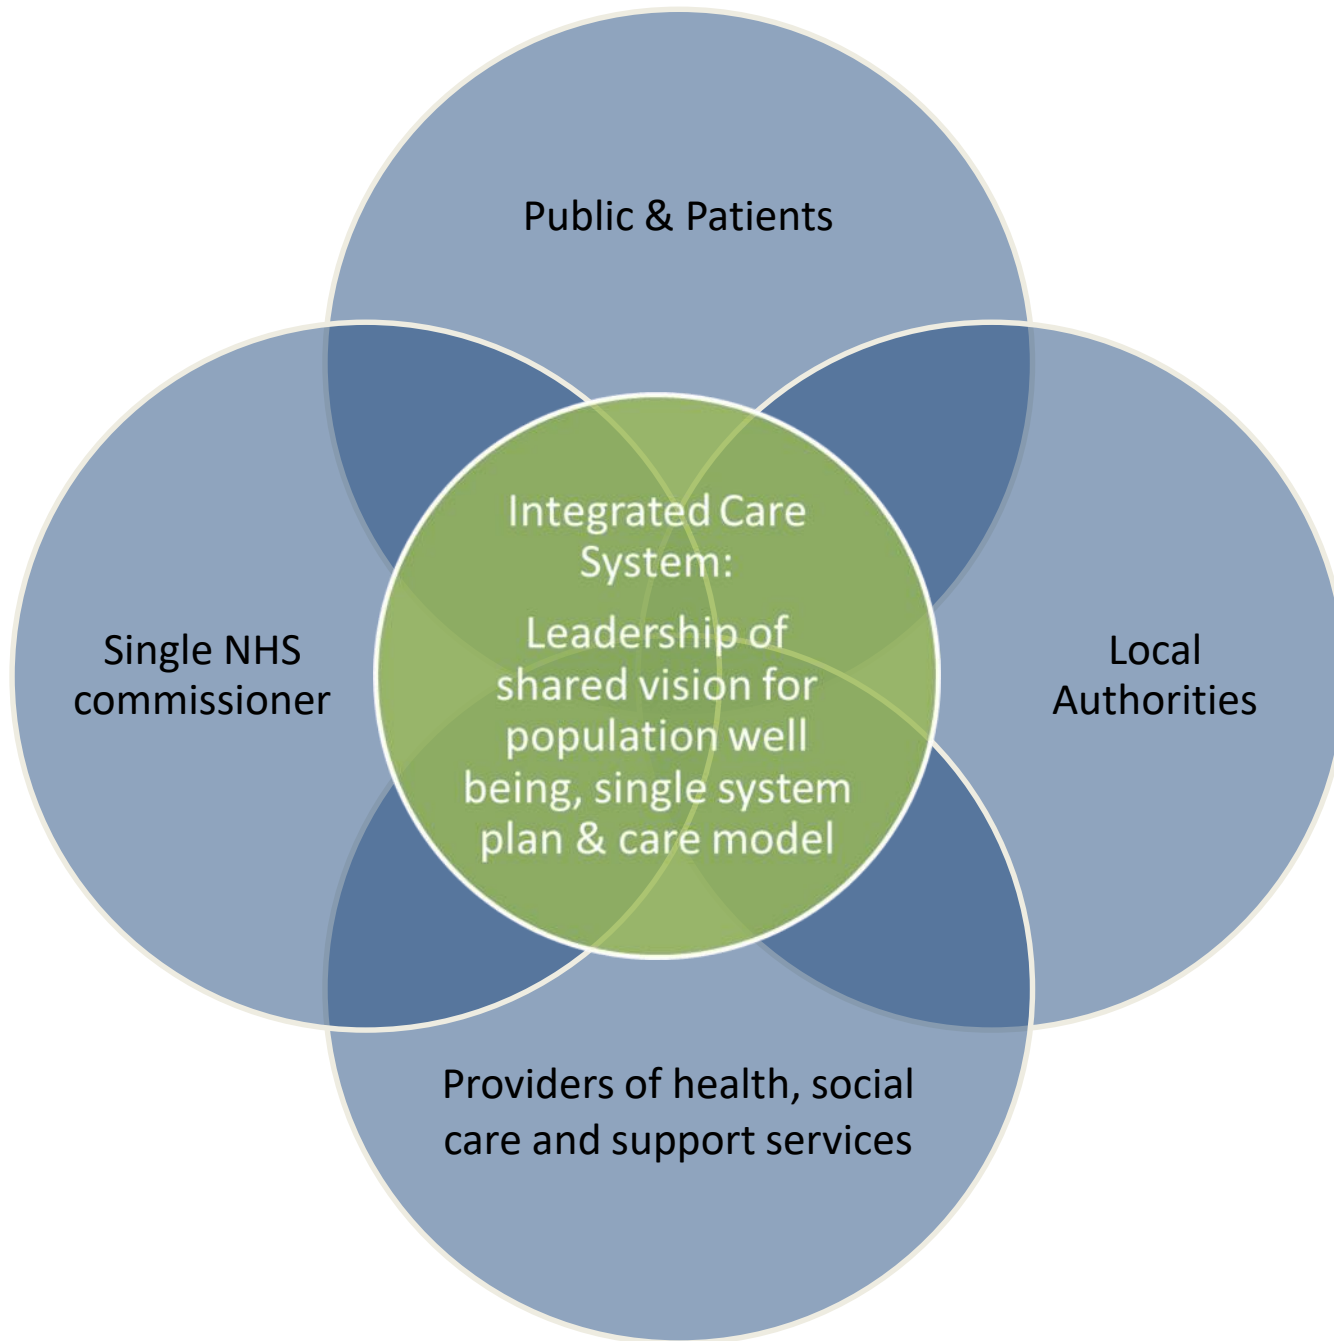 Public & Patients
Integrated Care
System:
Leadership of
shared vision for
population well
being, single system
plan & care model
Single NHS
commissioner
Local
Authorities
Providers of health, social
care and support services